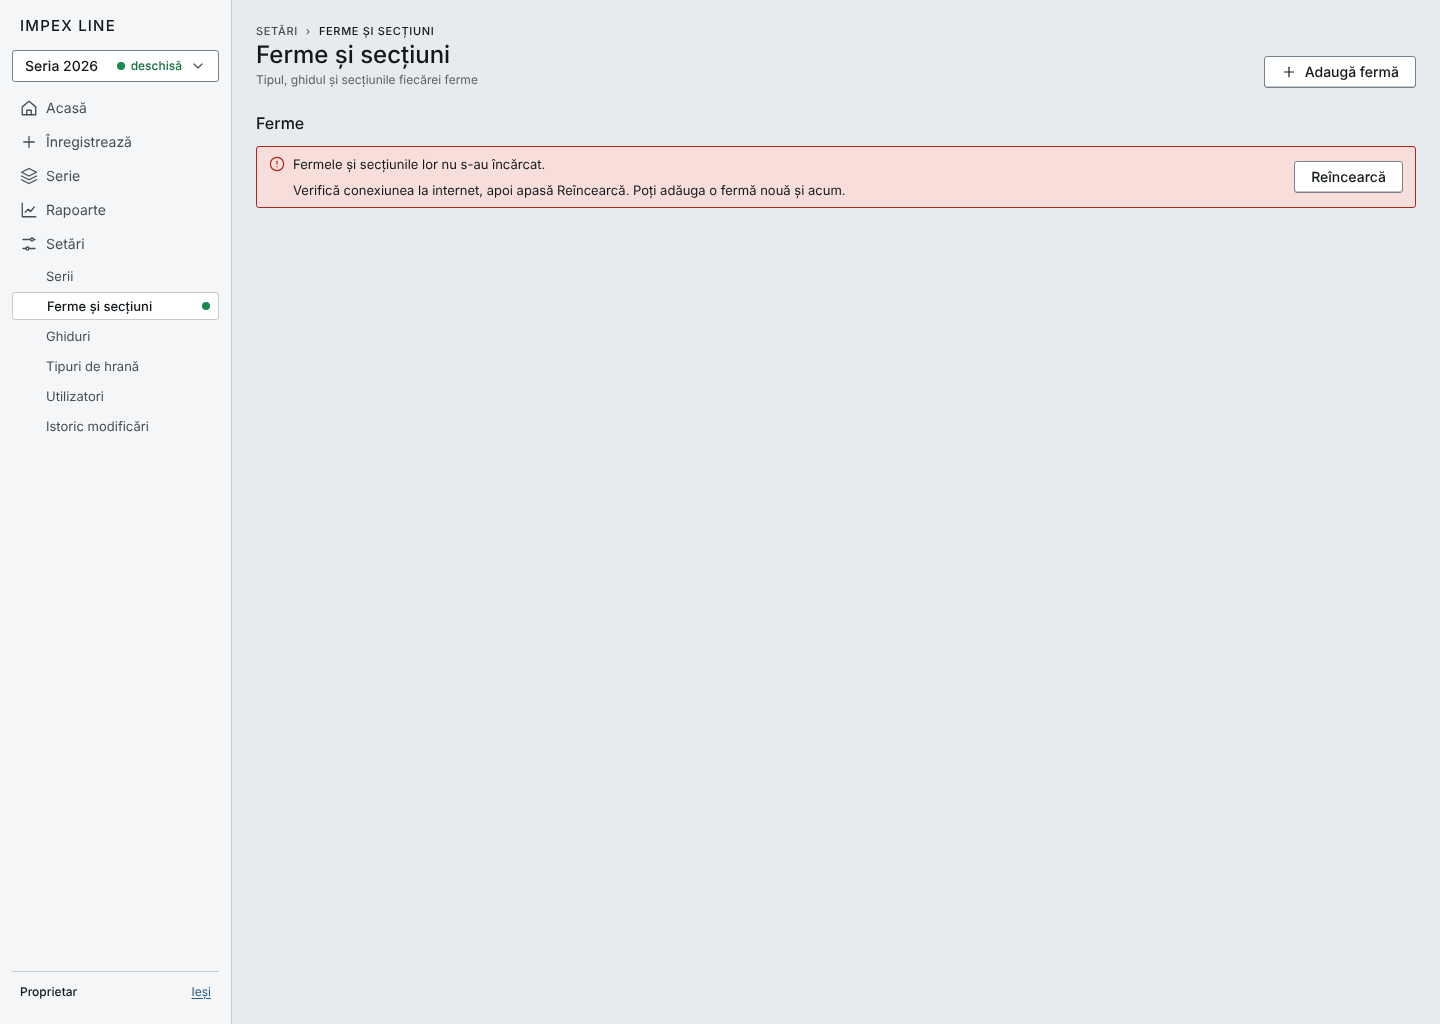 IMPEX LINE
Seria 2026 deschisă
Acasă
Înregistrează
Serie
Rapoarte
Setări
Serii
Ferme și secțiuni
Ghiduri
Tipuri de hrană
Utilizatori
Istoric modificări
Proprietar Ieși
SETĂRI › FERME ȘI SECȚIUNI
Ferme și secțiuni
Tipul, ghidul și secțiunile fiecărei ferme
Adaugă fermă
Ferme
Fermele și secțiunile lor nu s-au încărcat.
Verifică conexiunea la internet, apoi apasă Reîncearcă. Poți adăuga o fermă nouă și acum.
Reîncearcă